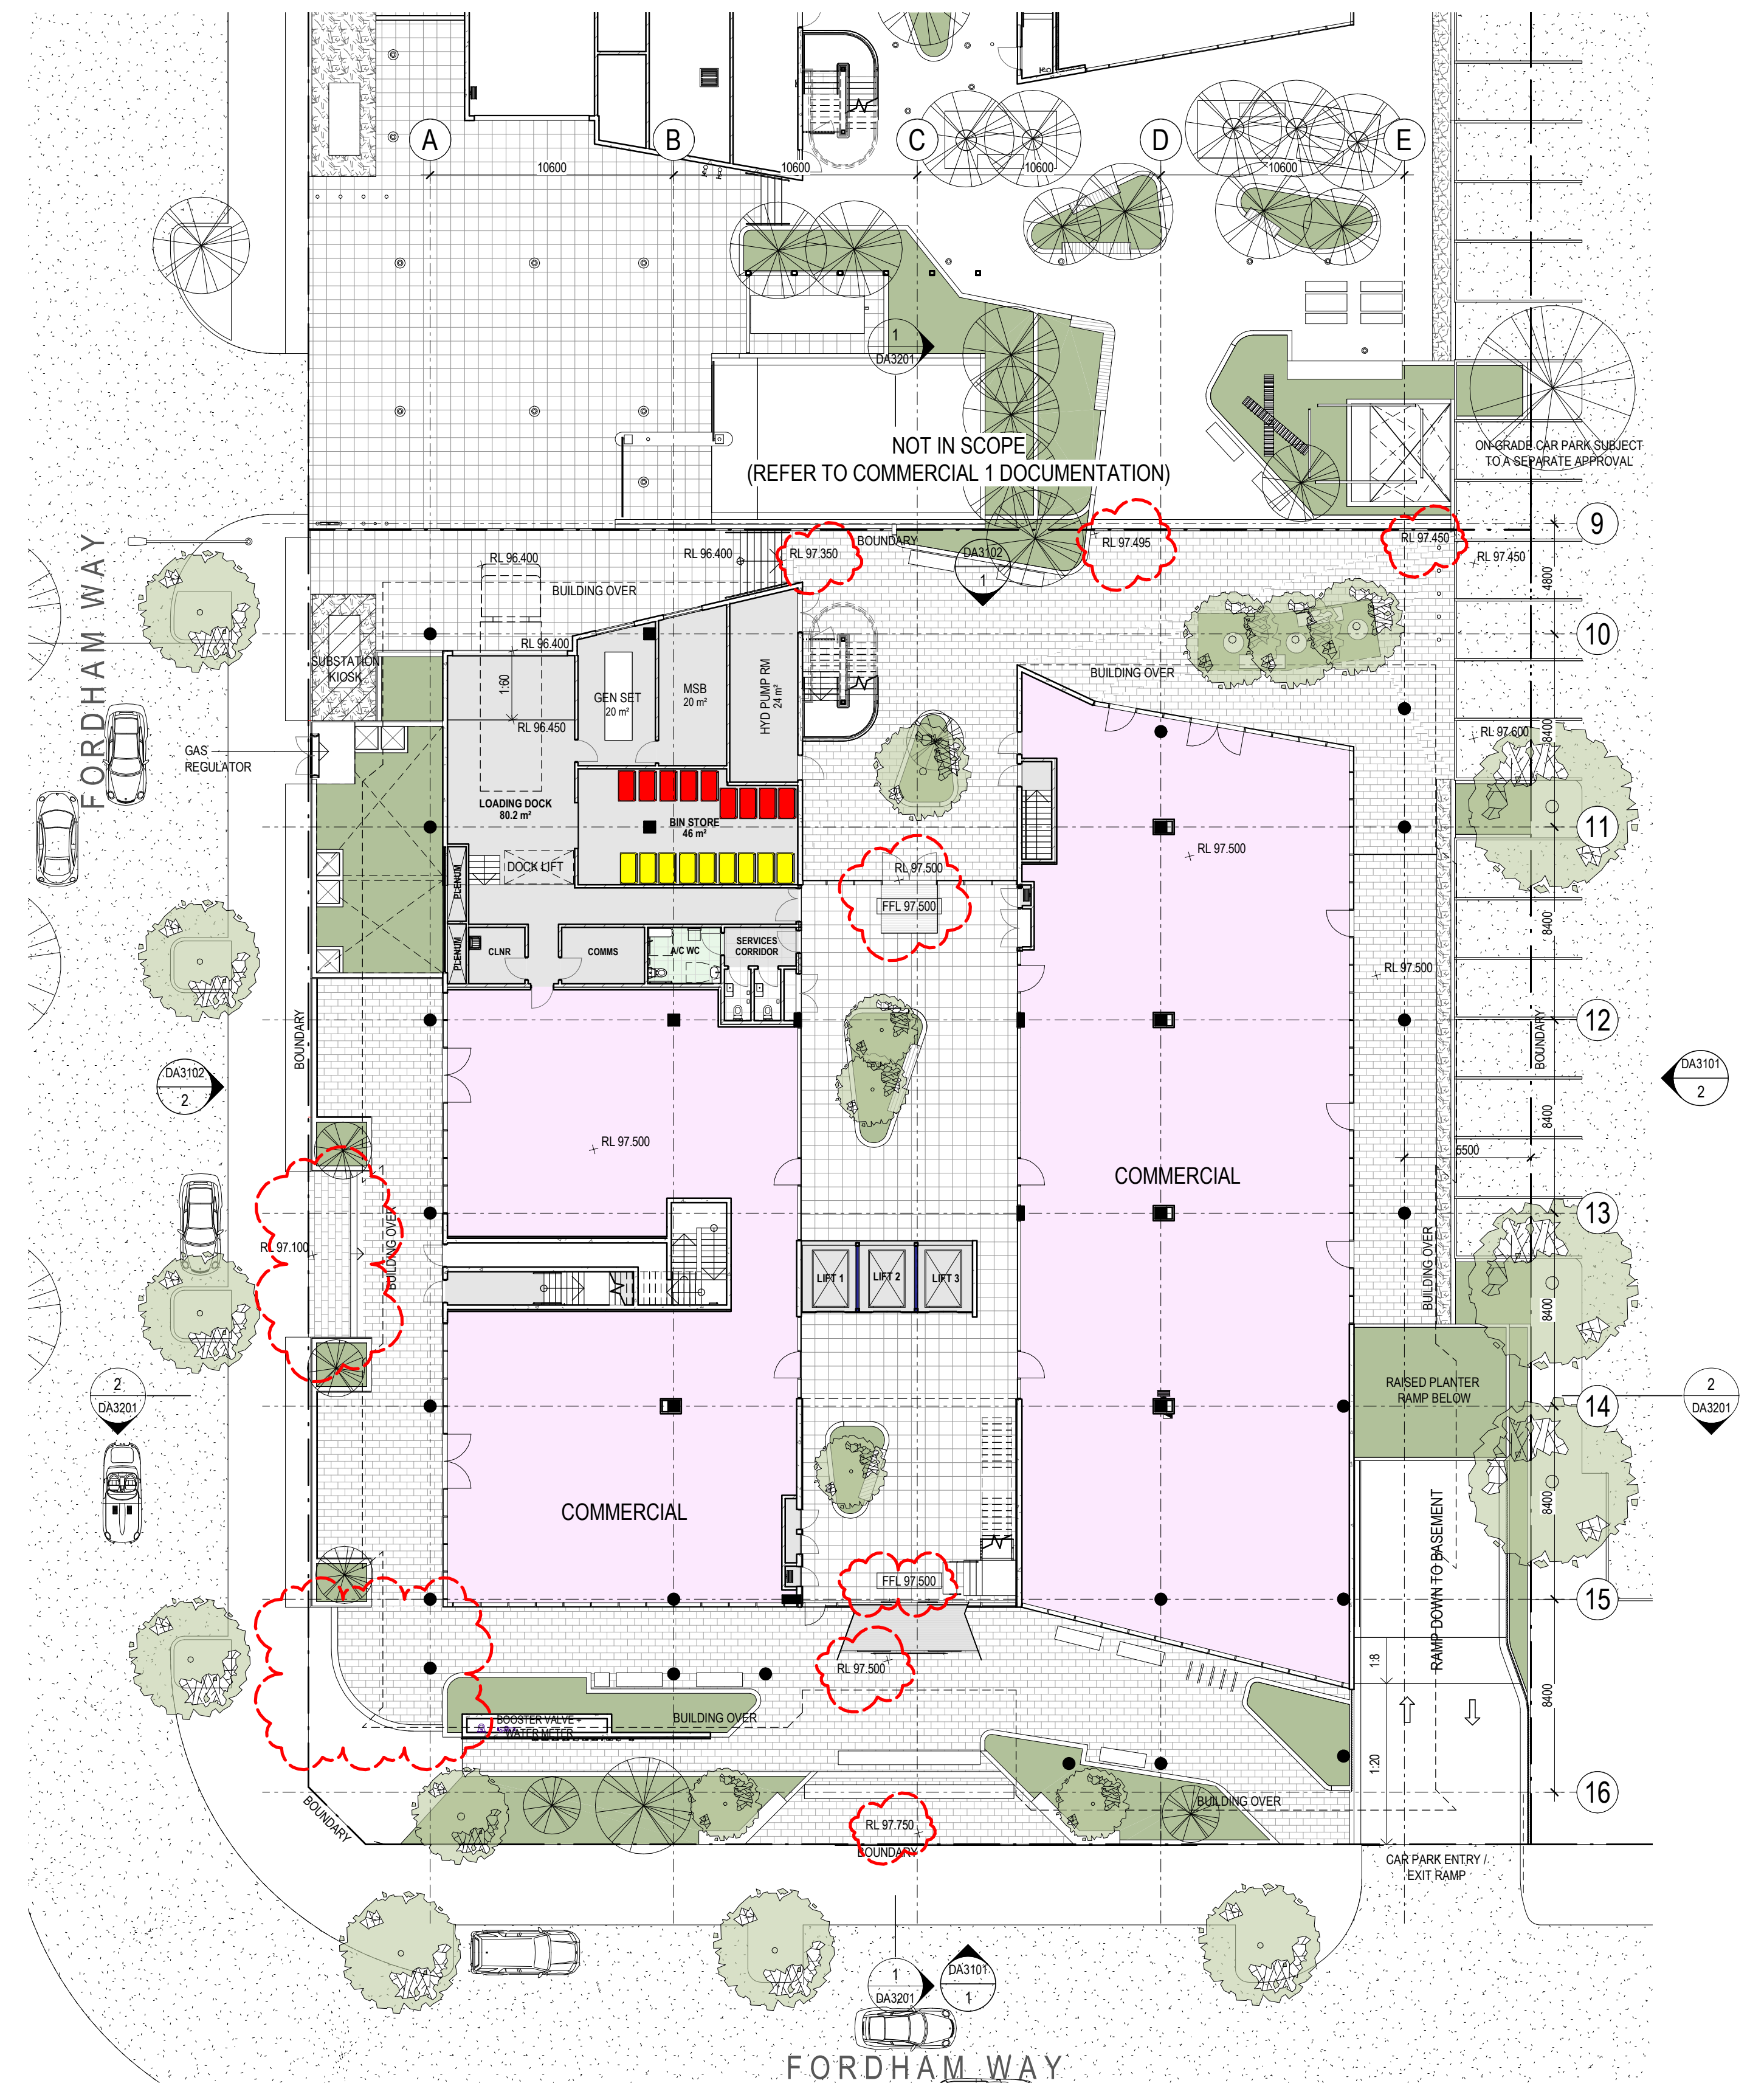 A
B
C
D
E
10600
10600
10600
10600
1
DA3201
NOT IN SCOPE
(REFER TO COMMERCIAL 1 DOCUMENTATION)
ON-GRADE CAR PARK SUBJECT
TO A SEPARATE APPROVAL
9
BOUNDARY
RL 96.400
RL 96.400
RL 97.350
RL 97.495
RL 97.450
RL 97.450
DA3102
1
4800
FORDHAM WAY
BUILDING OVER
10
RL 96.400
SUBSTATION
KIOSK
1:60
GEN SET
20 m²
MSB
20 m²
HYD PUMP RM
24 m²
BUILDING OVER
RL 96.450
RL 97.600
8400
GAS
REGULATOR
LOADING DOCK
80.2 m²
BIN STORE
46 m²
11
RL 97.500
DOCK LIFT
PLENUM
RL 97.500
FFL 97.500
8400
PLENUM
CLNR
COMMS
A/C WC
SERVICES
CORRIDOR
RL 97.500
12
BOUNDARY
BOUNDARY
DA3102
2
DA3101
2
RL 97.500
8400
5500
COMMERCIAL
13
RL 97.100
BUILDING OVER
BUILDING OVER
LIFT 1
LIFT 2
LIFT 3
8400
2
DA3201
RAISED PLANTER
RAMP BELOW
2
DA3201
14
COMMERCIAL
8400
RAMP DOWN TO BASEMENT
FFL 97.500
15
RL 97.500
1:8
8400
BOOSTER VALVE +
WATER METER
BUILDING OVER
1:20
16
BUILDING OVER
BOUNDARY
RL 97.750
BOUNDARY
CAR PARK ENTRY /
EXIT RAMP
1
DA3201
DA3101
1
FORDHAM WAY